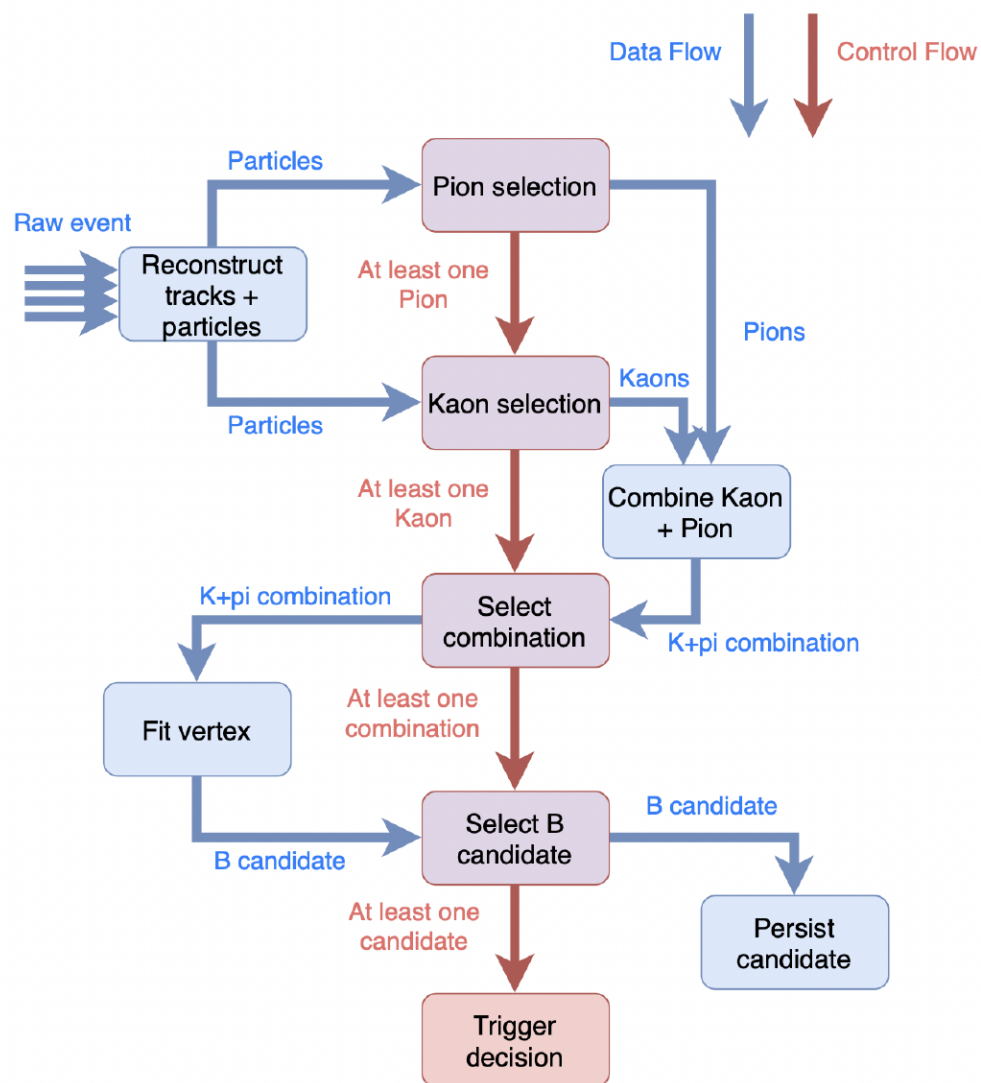 Data Flow
Control Flow
Particles
Pion selection
Raw event
Reconstruct
tracks +
particles
At least one
Pion
Pions
Kaons
Kaon selection
Particles
At least one
Kaon
Combine Kaon
+ Pion
K+pi combination
Select
combination
K+pi combination
Fit vertex
At least one
combination
B candidate
Select B
candidate
B candidate
At least one
candidate
Persist
candidate
Trigger
decision